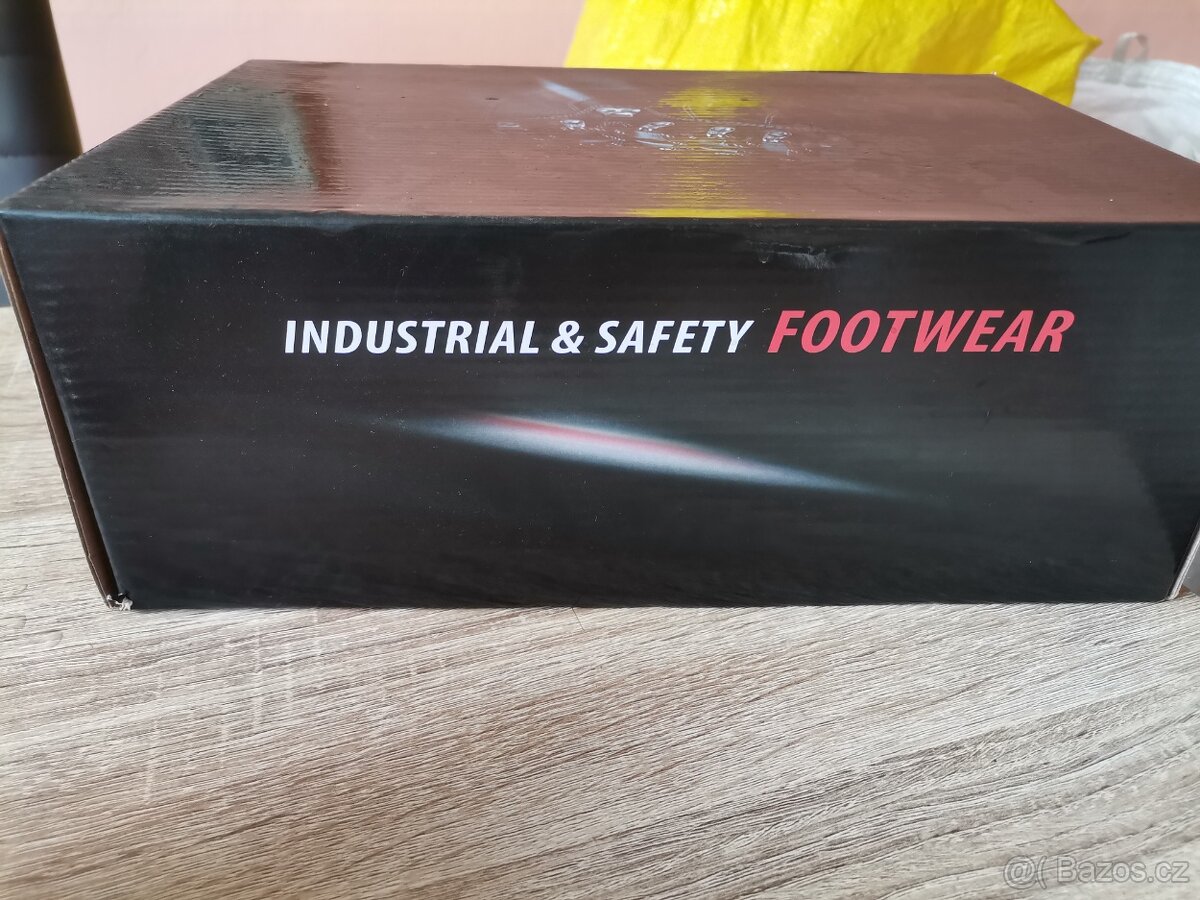 INDUSTRIAL & SAFETY FOOTWEAR
@( Bazos.cz